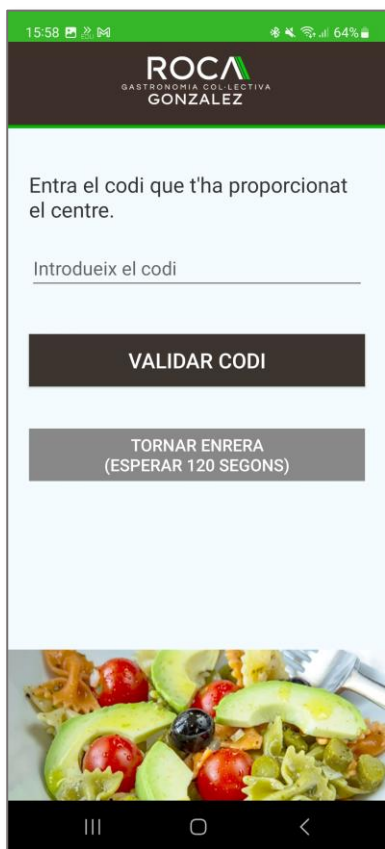 15:58 64%
ROCA
GASTRONOMIA COL·LECTIVA
GONZALEZ
Entra el codi que t'ha proporcionat
el centre.
Introdueix el codi
VALIDAR CODI
TORNAR ENRERA
(ESPERAR 120 SEGONS)